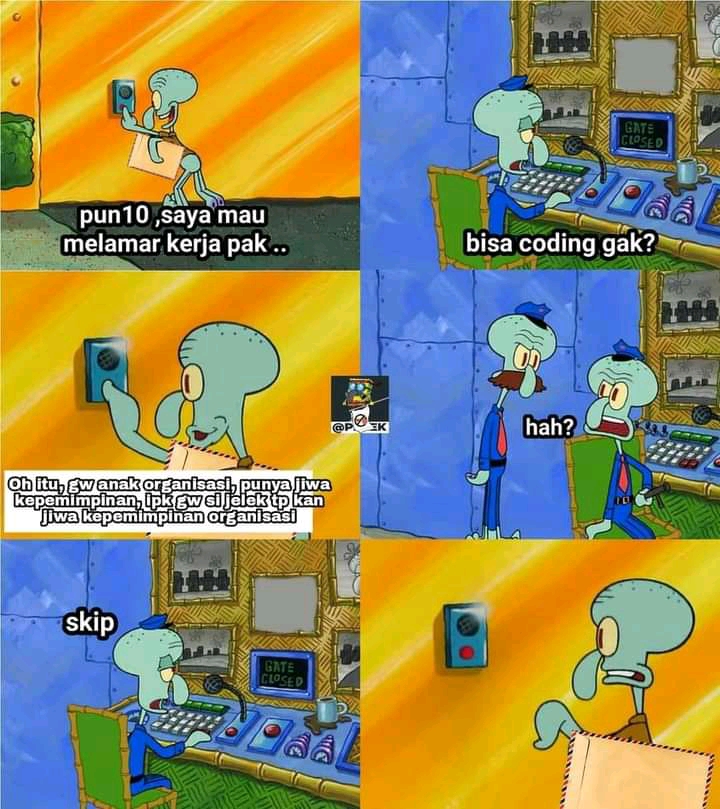 pun10 ,saya mau
melamar kerja pak ..
GATE
CLOSED
bisa coding gak?
Oh itu, gw anak organisasi, punya jiwa
kepemimpinan, ipk gw si jelek tp kan
jiwa kepemimpinan organisasi
hah?
skip
GATE
CLOSED